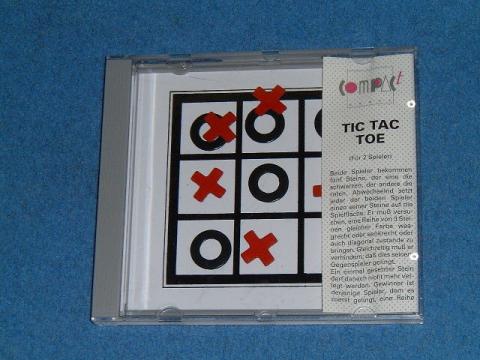 COMPACt
TIC TAC
TOE
(für 2 Spieler)
Beide Spieler bekommen
fünf Steine, der eine die
schwarzen, der andere die
roten. Abwechselnd setzt
jeder der beiden Spieler
einen seiner Steine auf die
Spielfläche. Er muß versu-
chen, eine Reihe von 3 Stei-
nen gleicher Farbe, waa-
grecht oder senkrecht oder
auch diagonal zustande zu
bringen. Gleichzeitig muß er
verhindern, daß dies seinem
Gegenspieler gelingt.
Ein einmal gesetzter Stein
darf danach nicht mehr ver-
legt werden. Gewinner ist
derjenige Spieler, dem es
zuerst gelingt, eine Reihe